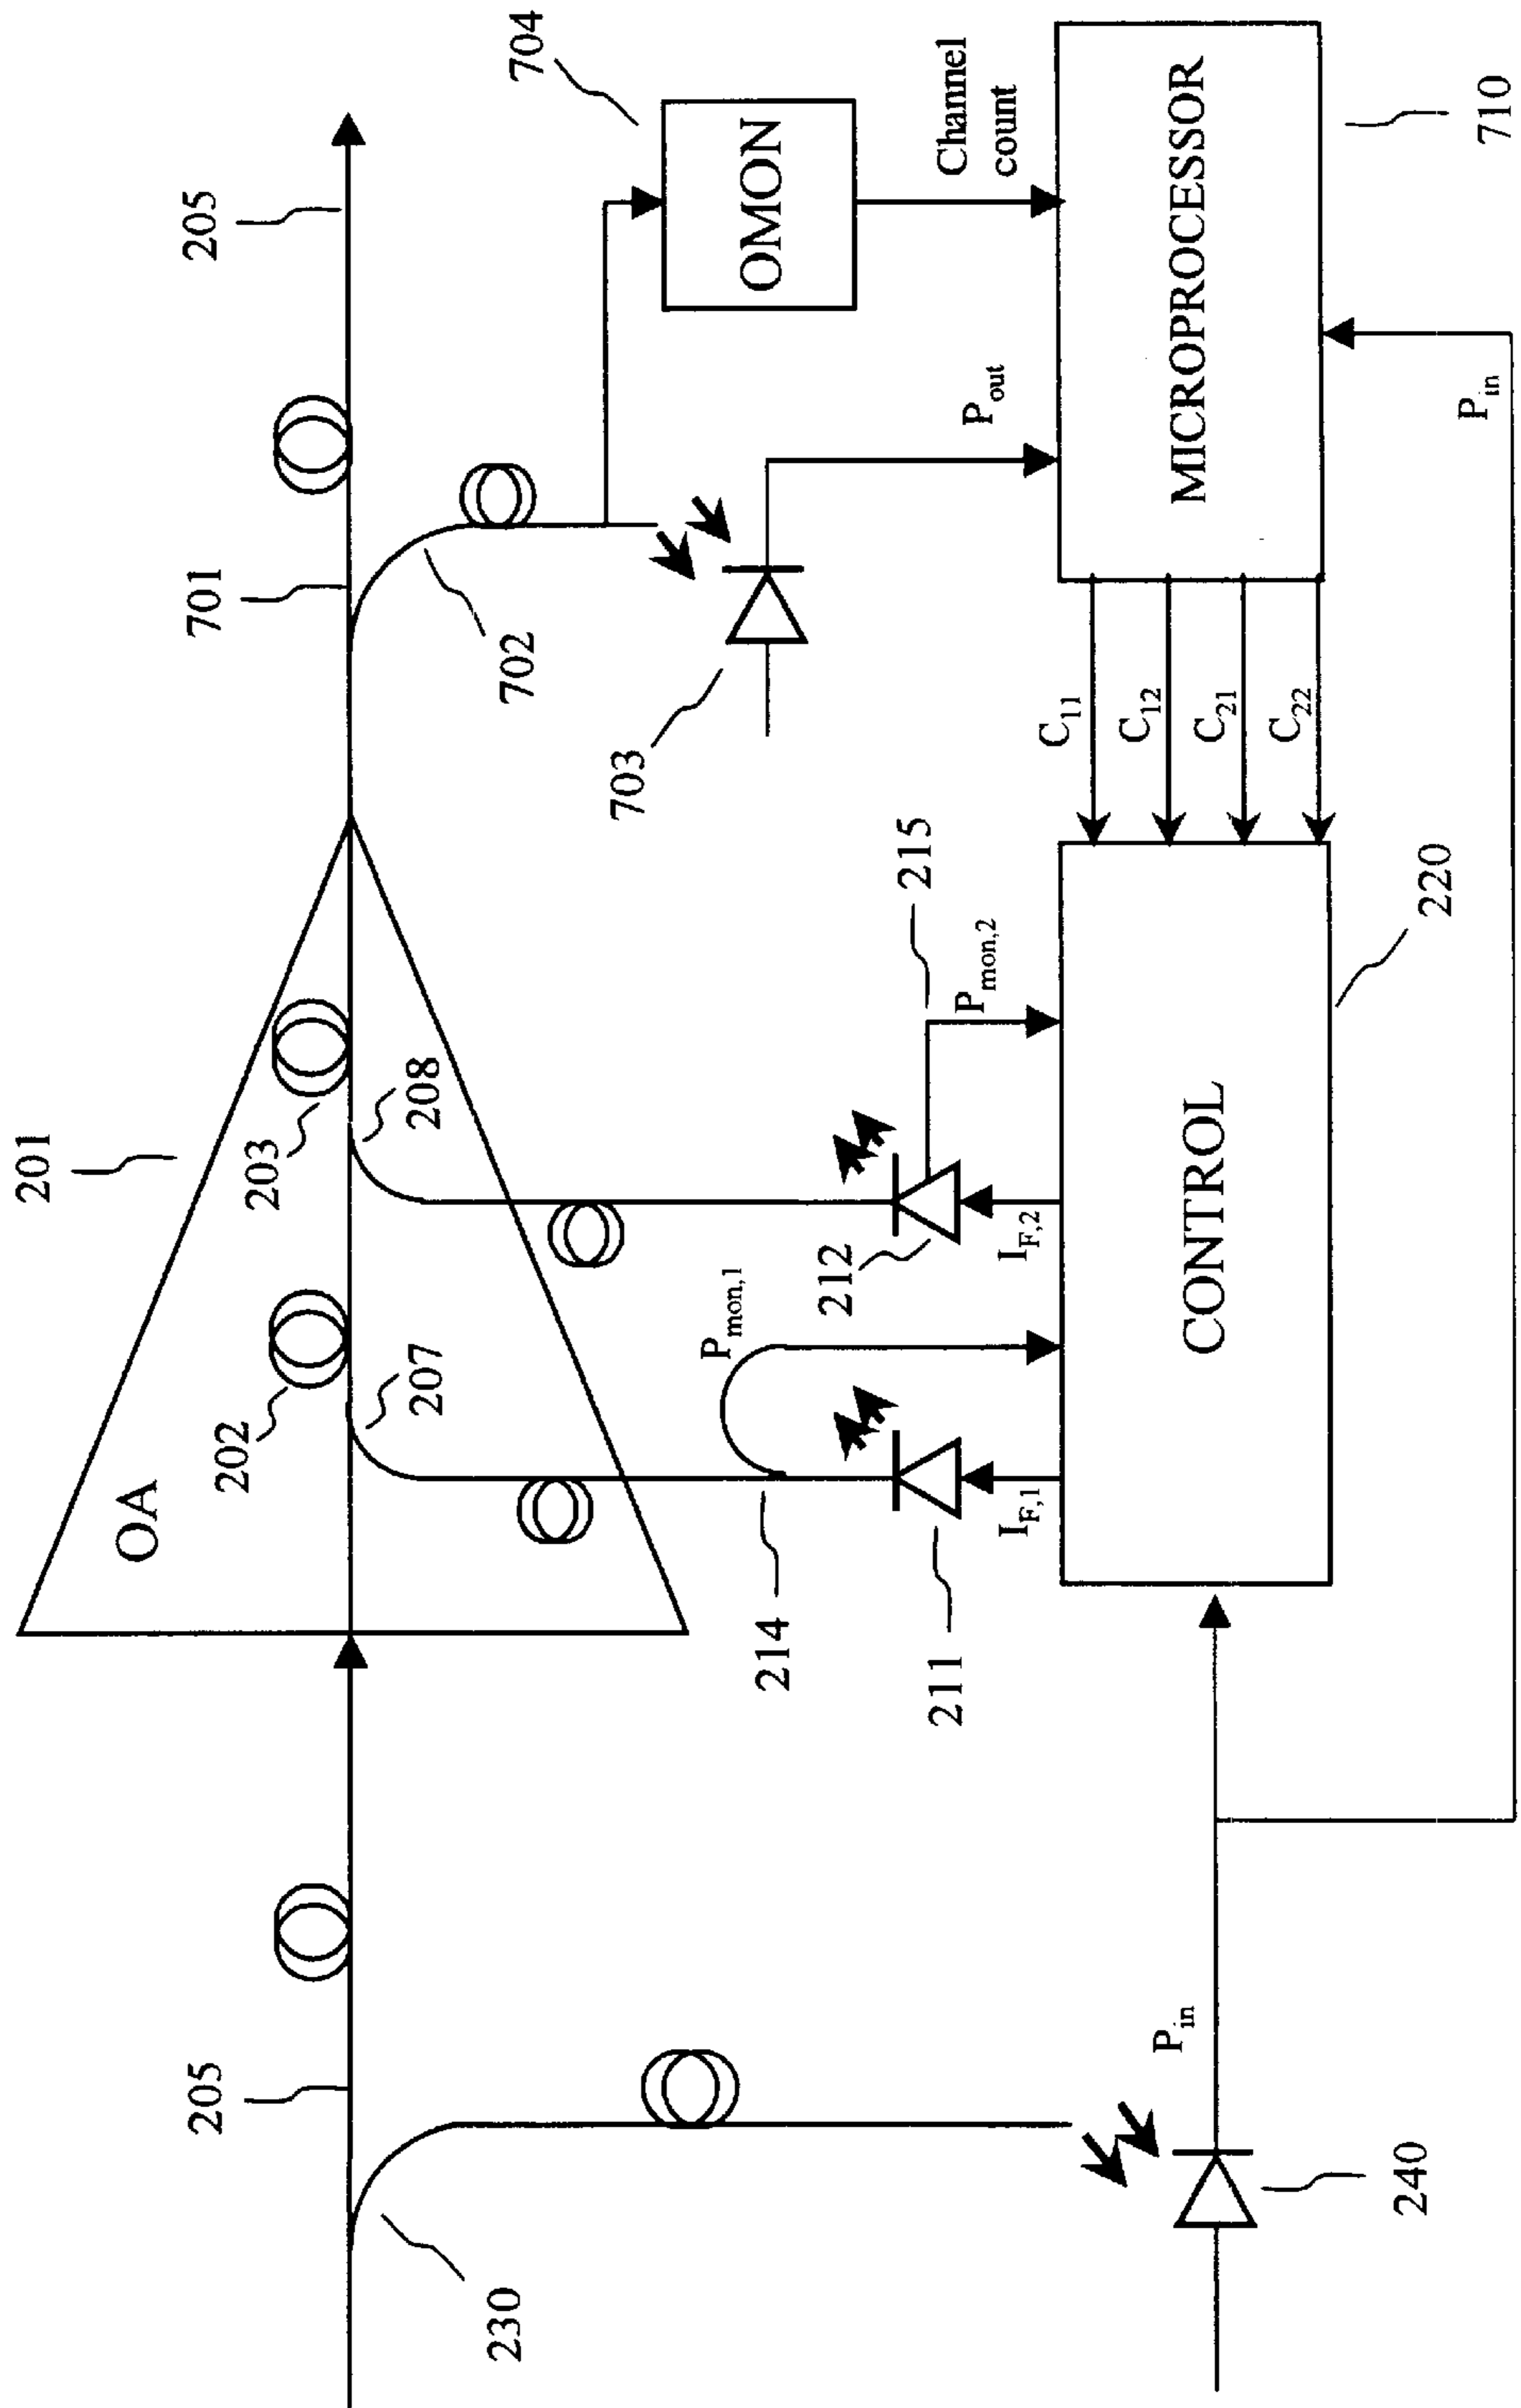 201
205
701
205
OA
202
203
207
208
702
704
OMON
703
Channel
count
P_out
214
P_mon,1
211
212
215
P_mon,2
I_F,1
I_F,2
C_11
C_12
C_21
C_22
CONTROL
MICROPROCESSOR
220
710
230
P_in
240
P_in